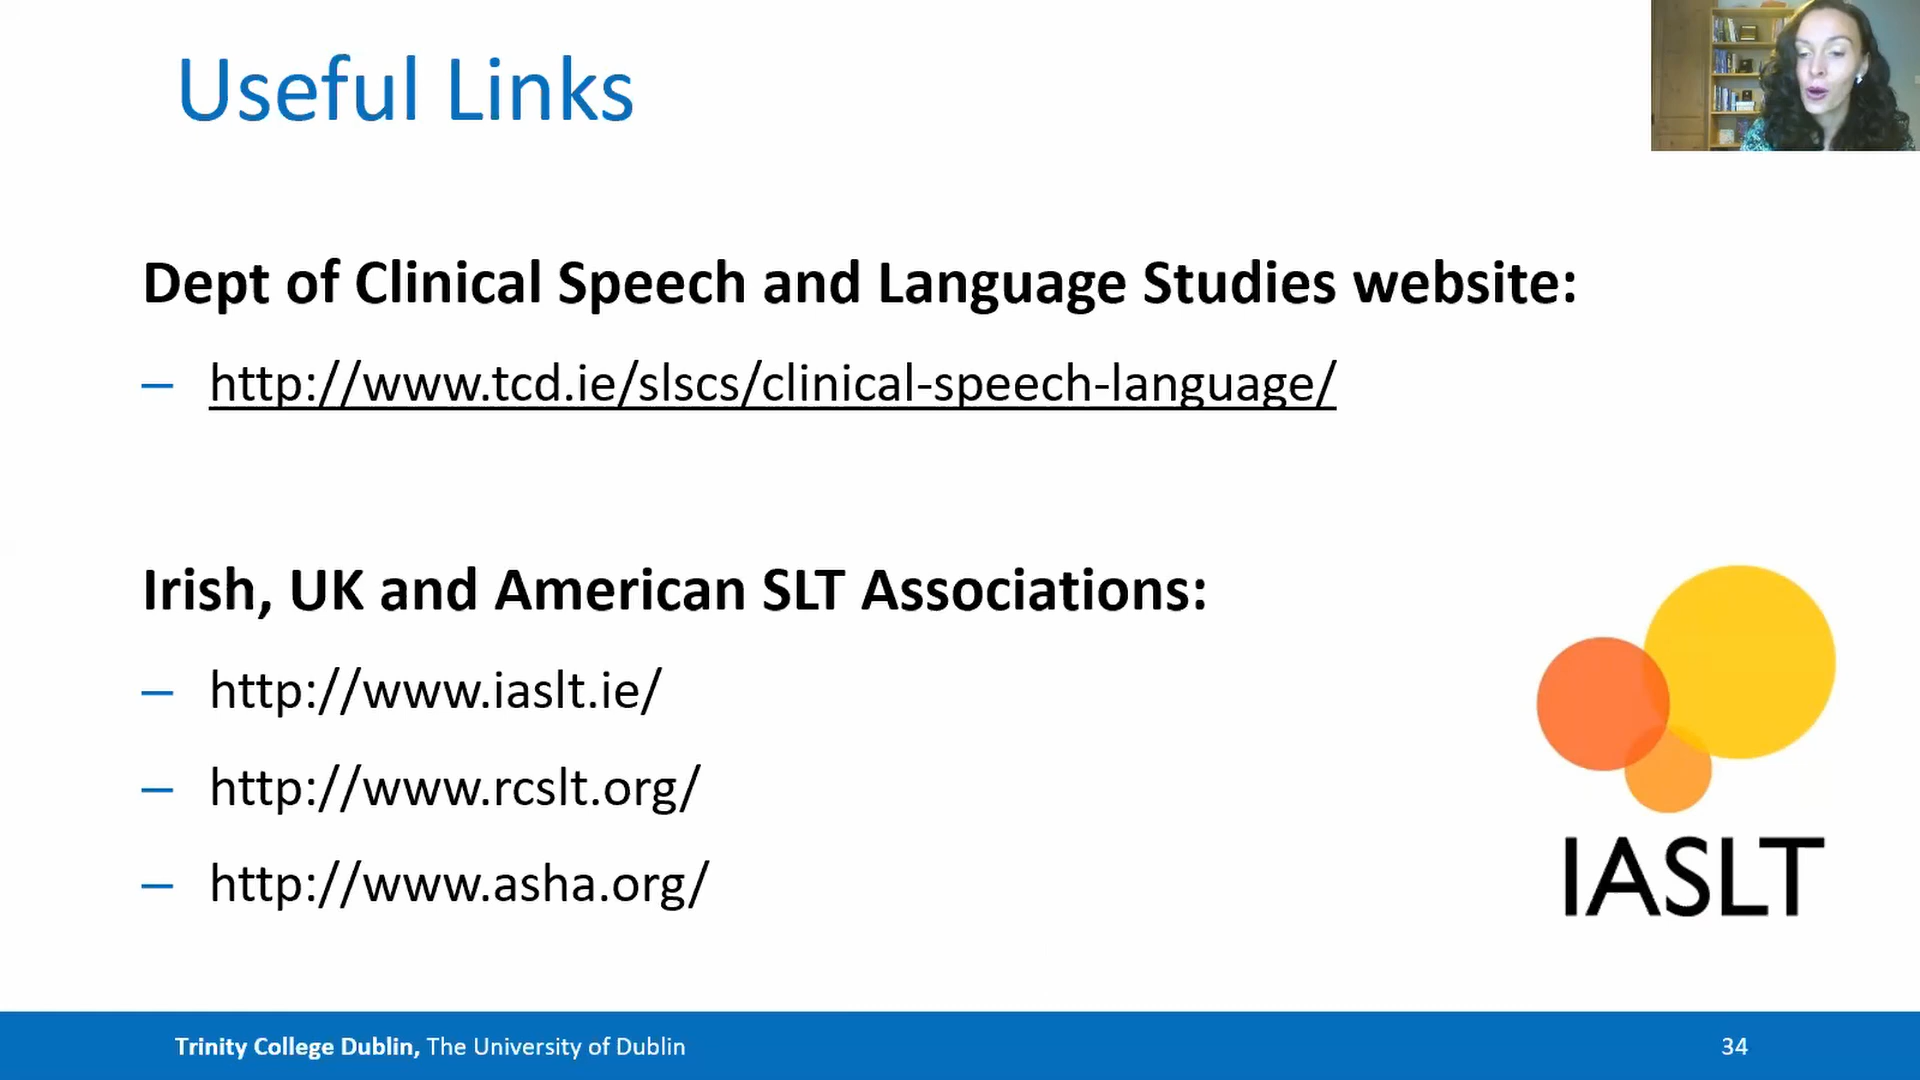 Useful Links
Dept of Clinical Speech and Language Studies website:
– http://www.tcd.ie/slscs/clinical-speech-language/
Irish, UK and American SLT Associations:
– http://www.iaslt.ie/
– http://www.rcslt.org/
– http://www.asha.org/
IASLT
Trinity College Dublin, The University of Dublin
34